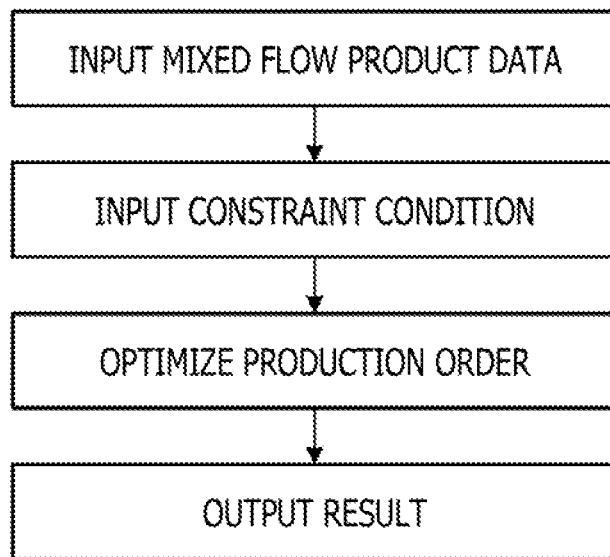 INPUT MIXED FLOW PRODUCT DATA
INPUT CONSTRAINT CONDITION
OPTIMIZE PRODUCTION ORDER
OUTPUT RESULT